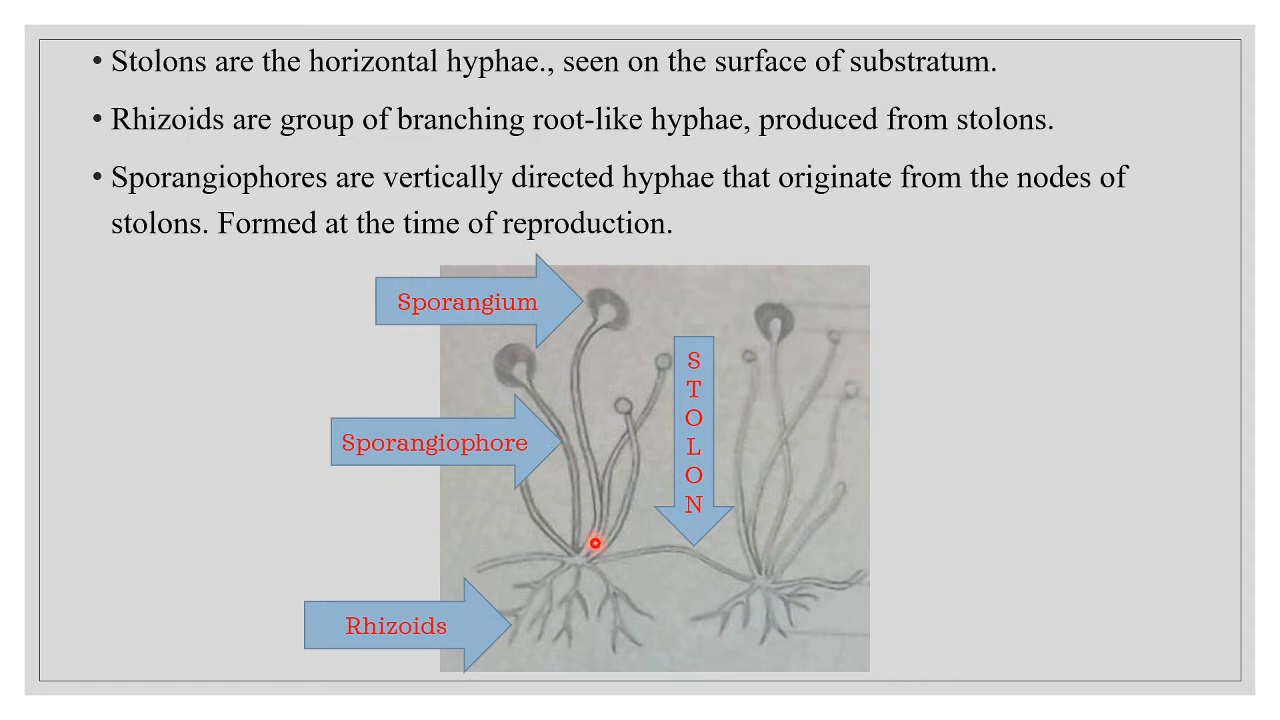 • Stolons are the horizontal hyphae., seen on the surface of substratum.
• Rhizoids are group of branching root-like hyphae, produced from stolons.
• Sporangiophores are vertically directed hyphae that originate from the nodes of
stolons. Formed at the time of reproduction.
Sporangium
STOLON
Sporangiophore
Rhizoids